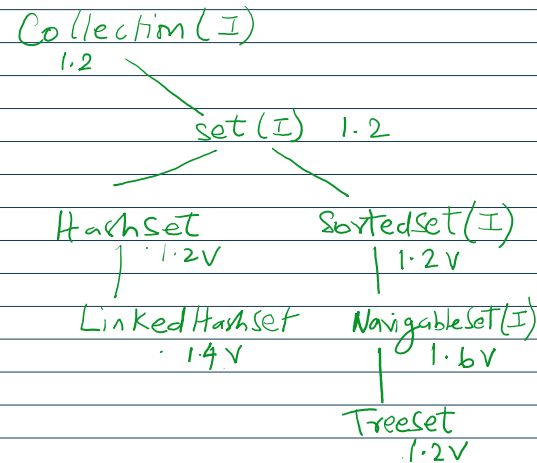 Collection (I)
1.2
set (I) 1.2
Hashset
1.2V
Sortedset (I)
1.2V
LinkedHashset
1.4V
NavigableSet (I)
1.6V
Treeset
1.2V